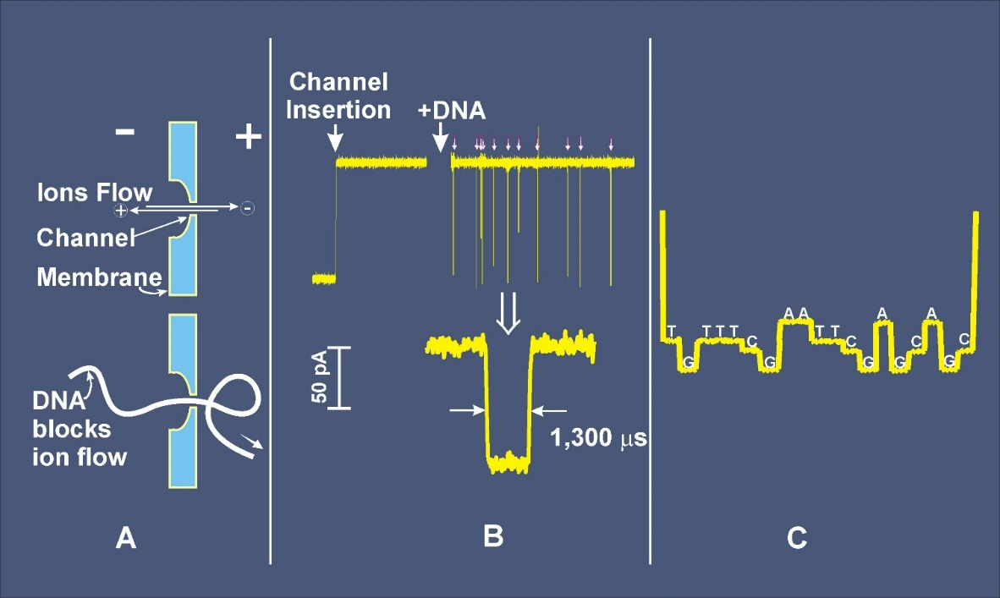 −
+
Ions Flow
+
-
Channel
Membrane
DNA
blocks
ion flow
A
Channel
Insertion
+DNA
50 pA
1,300 μs
B
T
G
T T T
C
G
A A
T T
C
G
A
G
C
A
G
C
C